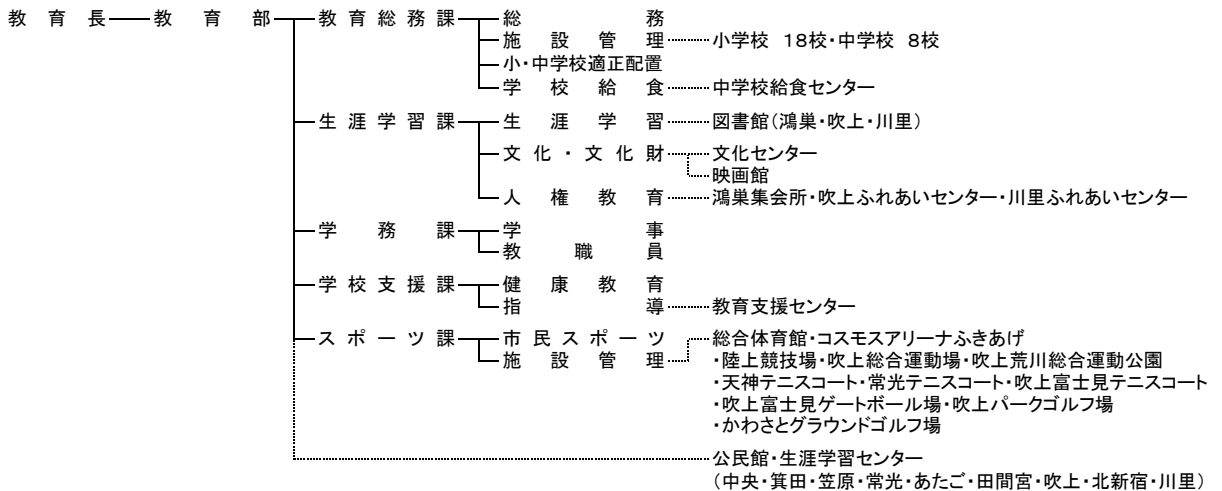 教育長 教育部 教育総務課 総務
施設管理 小学校 18校・中学校 8校
小・中学校適正配置
学校給食 中学校給食センター
生涯学習課 生涯学習 図書館(鴻巣・吹上・川里)
文化・文化財 文化センター
映画館
人権教育 鴻巣集会所・吹上ふれあいセンター・川里ふれあいセンター
学務課 学事
教職員
学校支援課 健康教育
指導 教育支援センター
スポーツ課 市民スポーツ 総合体育館・コスモスアリーナふきあげ
施設管理 ・陸上競技場・吹上総合運動場・吹上荒川総合運動公園
・天神テニスコート・常光テニスコート・吹上富士見テニスコート
・吹上富士見ゲートボール場・吹上パークゴルフ場
・かわさとグラウンドゴルフ場
公民館・生涯学習センター
(中央・箕田・笠原・常光・あたご・田間宮・吹上・北新宿・川里)